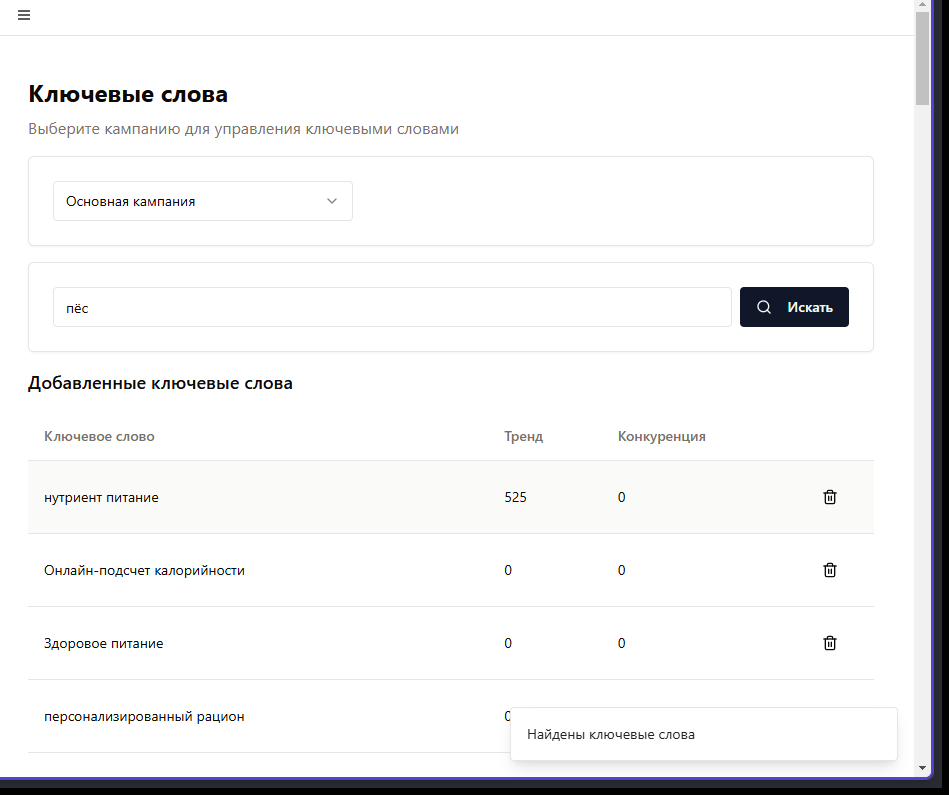 Ключевые слова
Выберите кампанию для управления ключевыми словами
Основная кампания
пёс
Искать
Добавленные ключевые слова
Ключевое слово Тренд Конкуренция
нутриент питание 525 0
Онлайн-подсчет калорийности 0 0
Здоровое питание 0 0
персонализированный рацион 0
Найдены ключевые слова